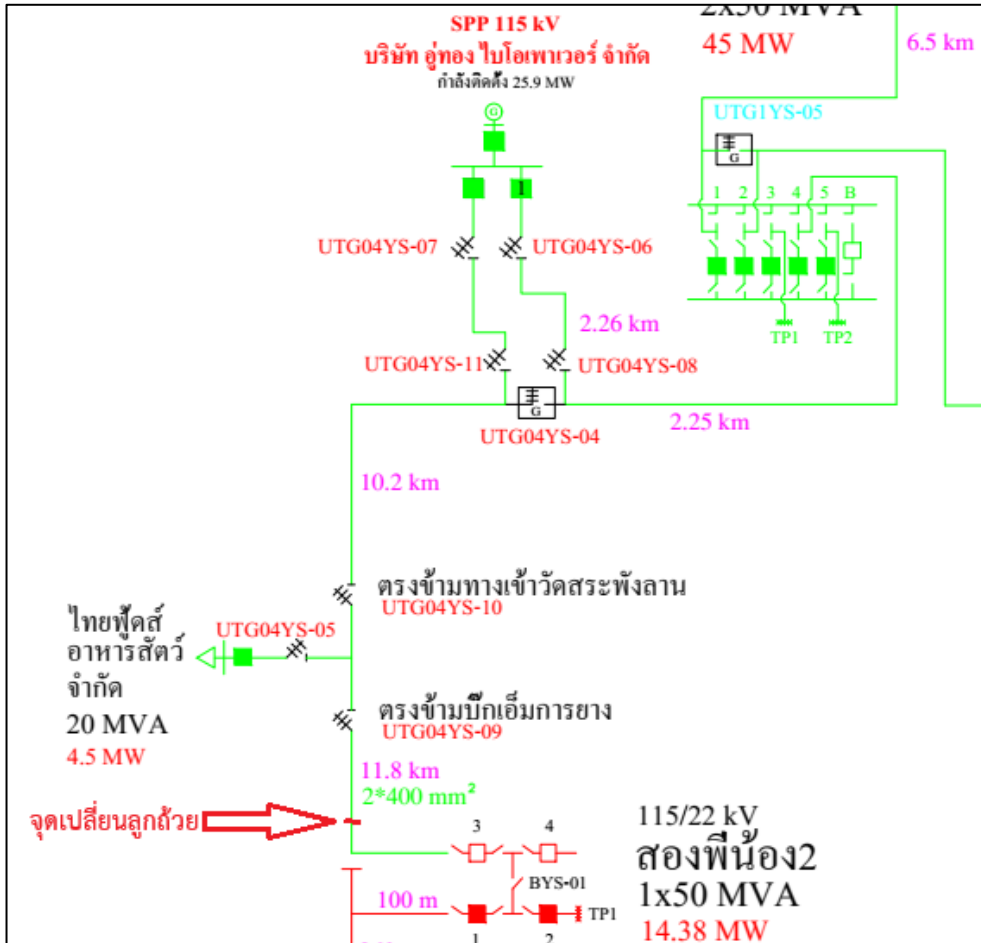 SPP 115 kV
บริษัท อู่ทอง ไบโอเพาเวอร์ จำกัด
กำลังติดตั้ง 25.9 MW
G
1
2x50 MVA
45 MW
6.5 km
UTG1YS-05
G
1 2 3 4 5 B
TP1 TP2
UTG04YS-07
UTG04YS-06
2.26 km
UTG04YS-11
UTG04YS-08
G
UTG04YS-04
2.25 km
10.2 km
ตรงข้ามทางเข้าวัดสระพังลาน
UTG04YS-10
ไทยฟู้ดส์
อาหารสัตว์
จำกัด
20 MVA
4.5 MW
UTG04YS-05
ตรงข้ามบิ๊กเอ็มการยาง
UTG04YS-09
11.8 km
2*400 mm²
จุดเปลี่ยนลูกถ้วย
3 4
BYS-01
100 m
TP1
1 2
115/22 kV
สองพี่น้อง2
1x50 MVA
14.38 MW